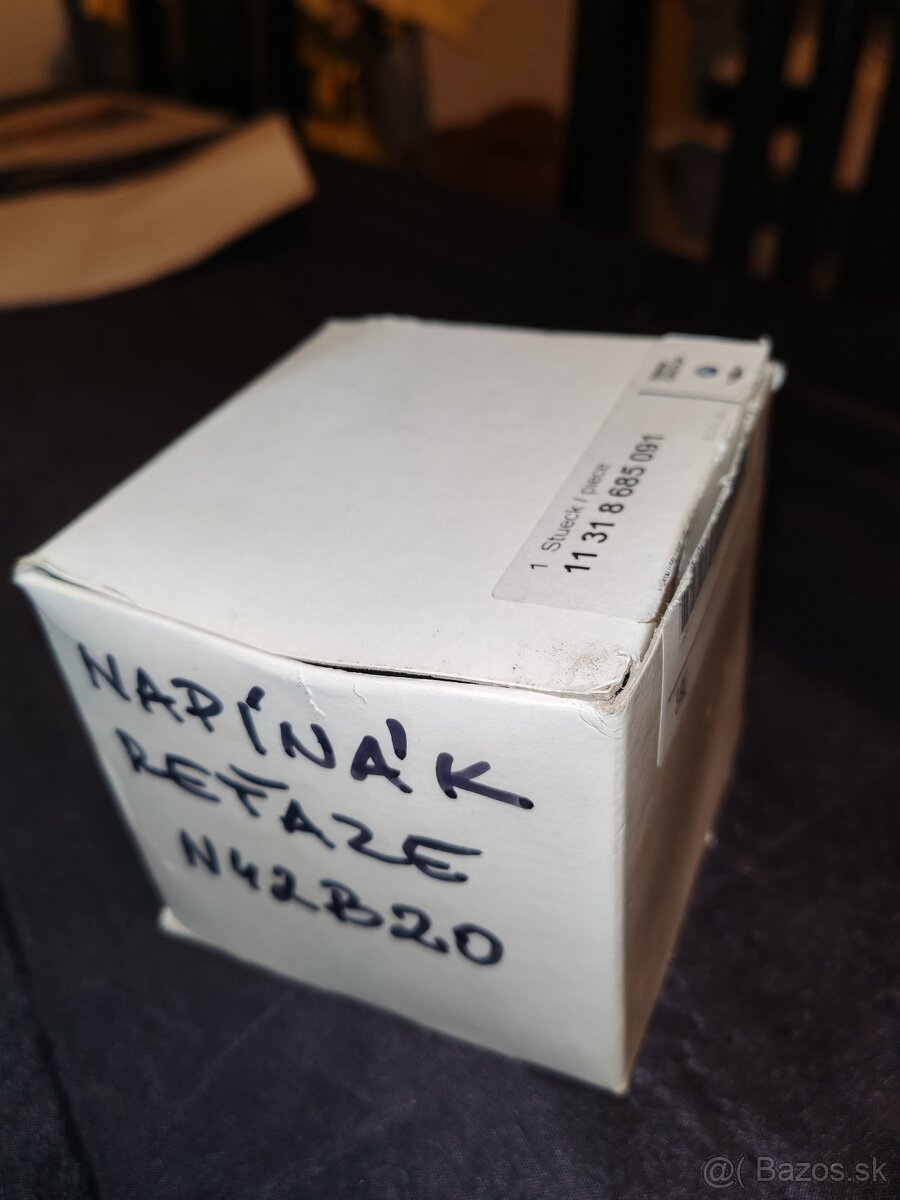 1 Stueck / piece
11 31 8 685 091
NAPÍNÁK
REŤAZE
N42B20
@( Bazos.sk